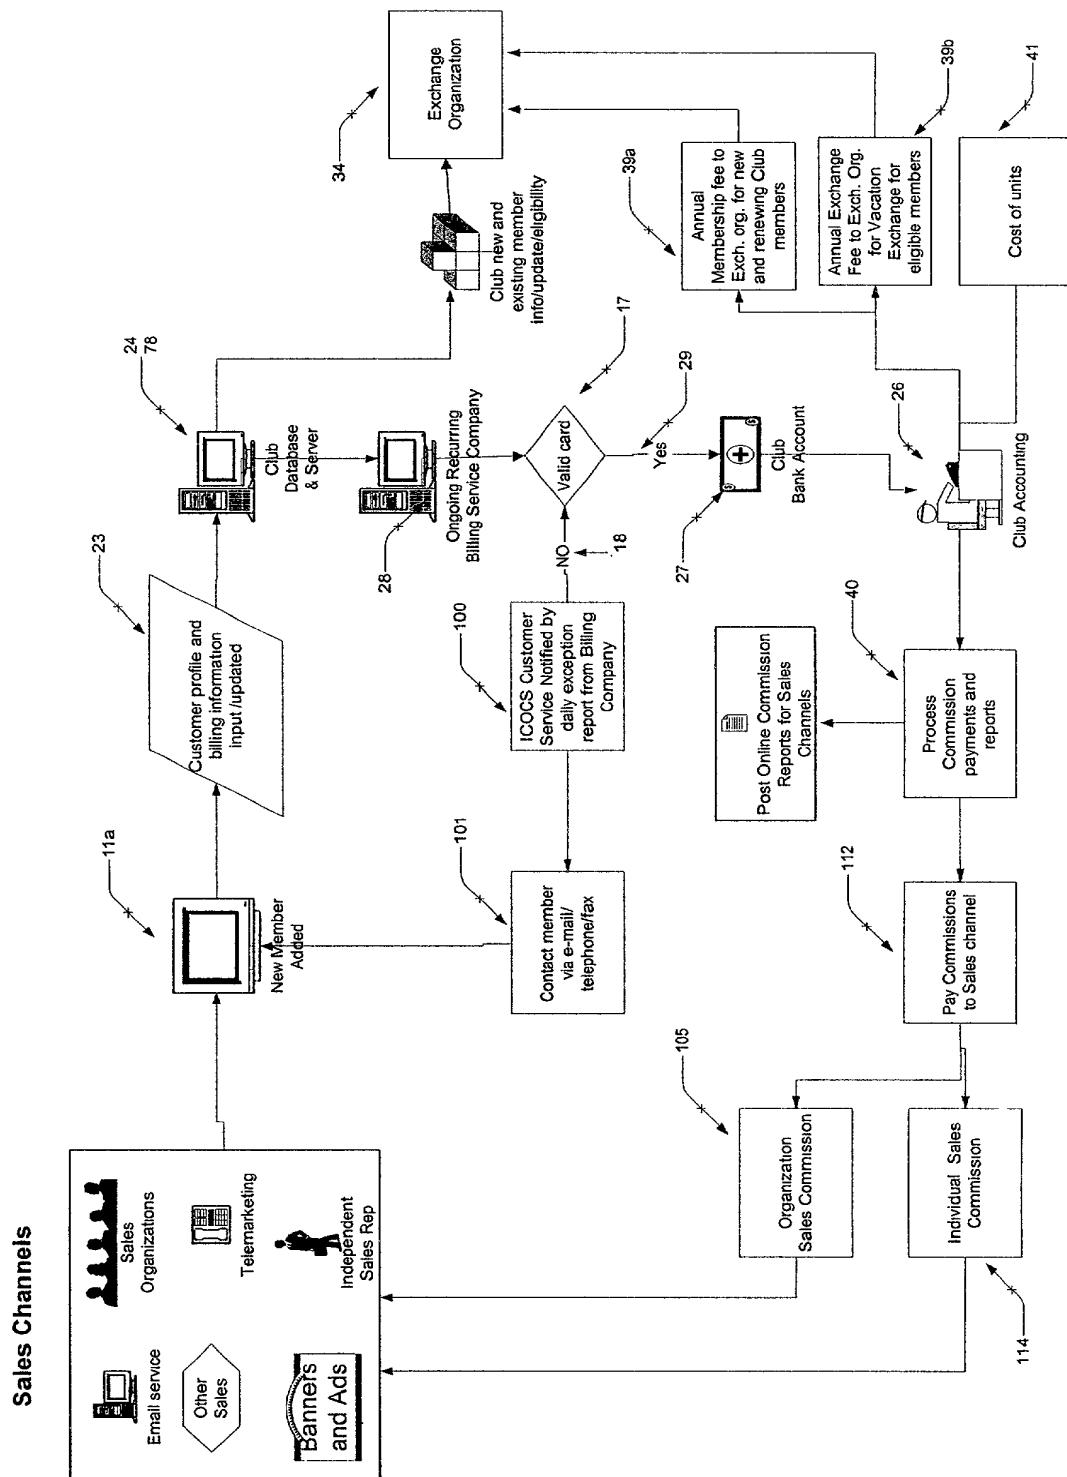 Sales Channels
Email service
Sales
Organizations
Other
Sales
Telemarketing
Banners
and Ads
Independent
Sales Rep
11a
New Member
Added
23
Customer profile and
billing information
input /updated
24
78
Club
Database
& Server
34
Exchange
Organization
Club new and
existing member
info/update/eligibility
28
Ongoing Recurring
Billing Service Company
17
Valid card
NO
18
29
Yes
100
ICOCS Customer
Service Notified by
daily exception
report from Billing
Company
101
Contact member
via e-mail/
telephone/fax
27
Club
Bank Account
39a
Annual
Membership fee to
Exch. org. for new
and renewing Club
members
39b
Annual Exchange
Fee to Exch. Org.
for Vacation
Exchange for
eligible members
41
Cost of units
26
Club Accounting
40
Process
Commission
payments and
reports
Post Online Commission
Reports for Sales
Channels
112
Pay Commissions
to Sales channel
105
Organization
Sales Commission
Individual Sales
Commission
114